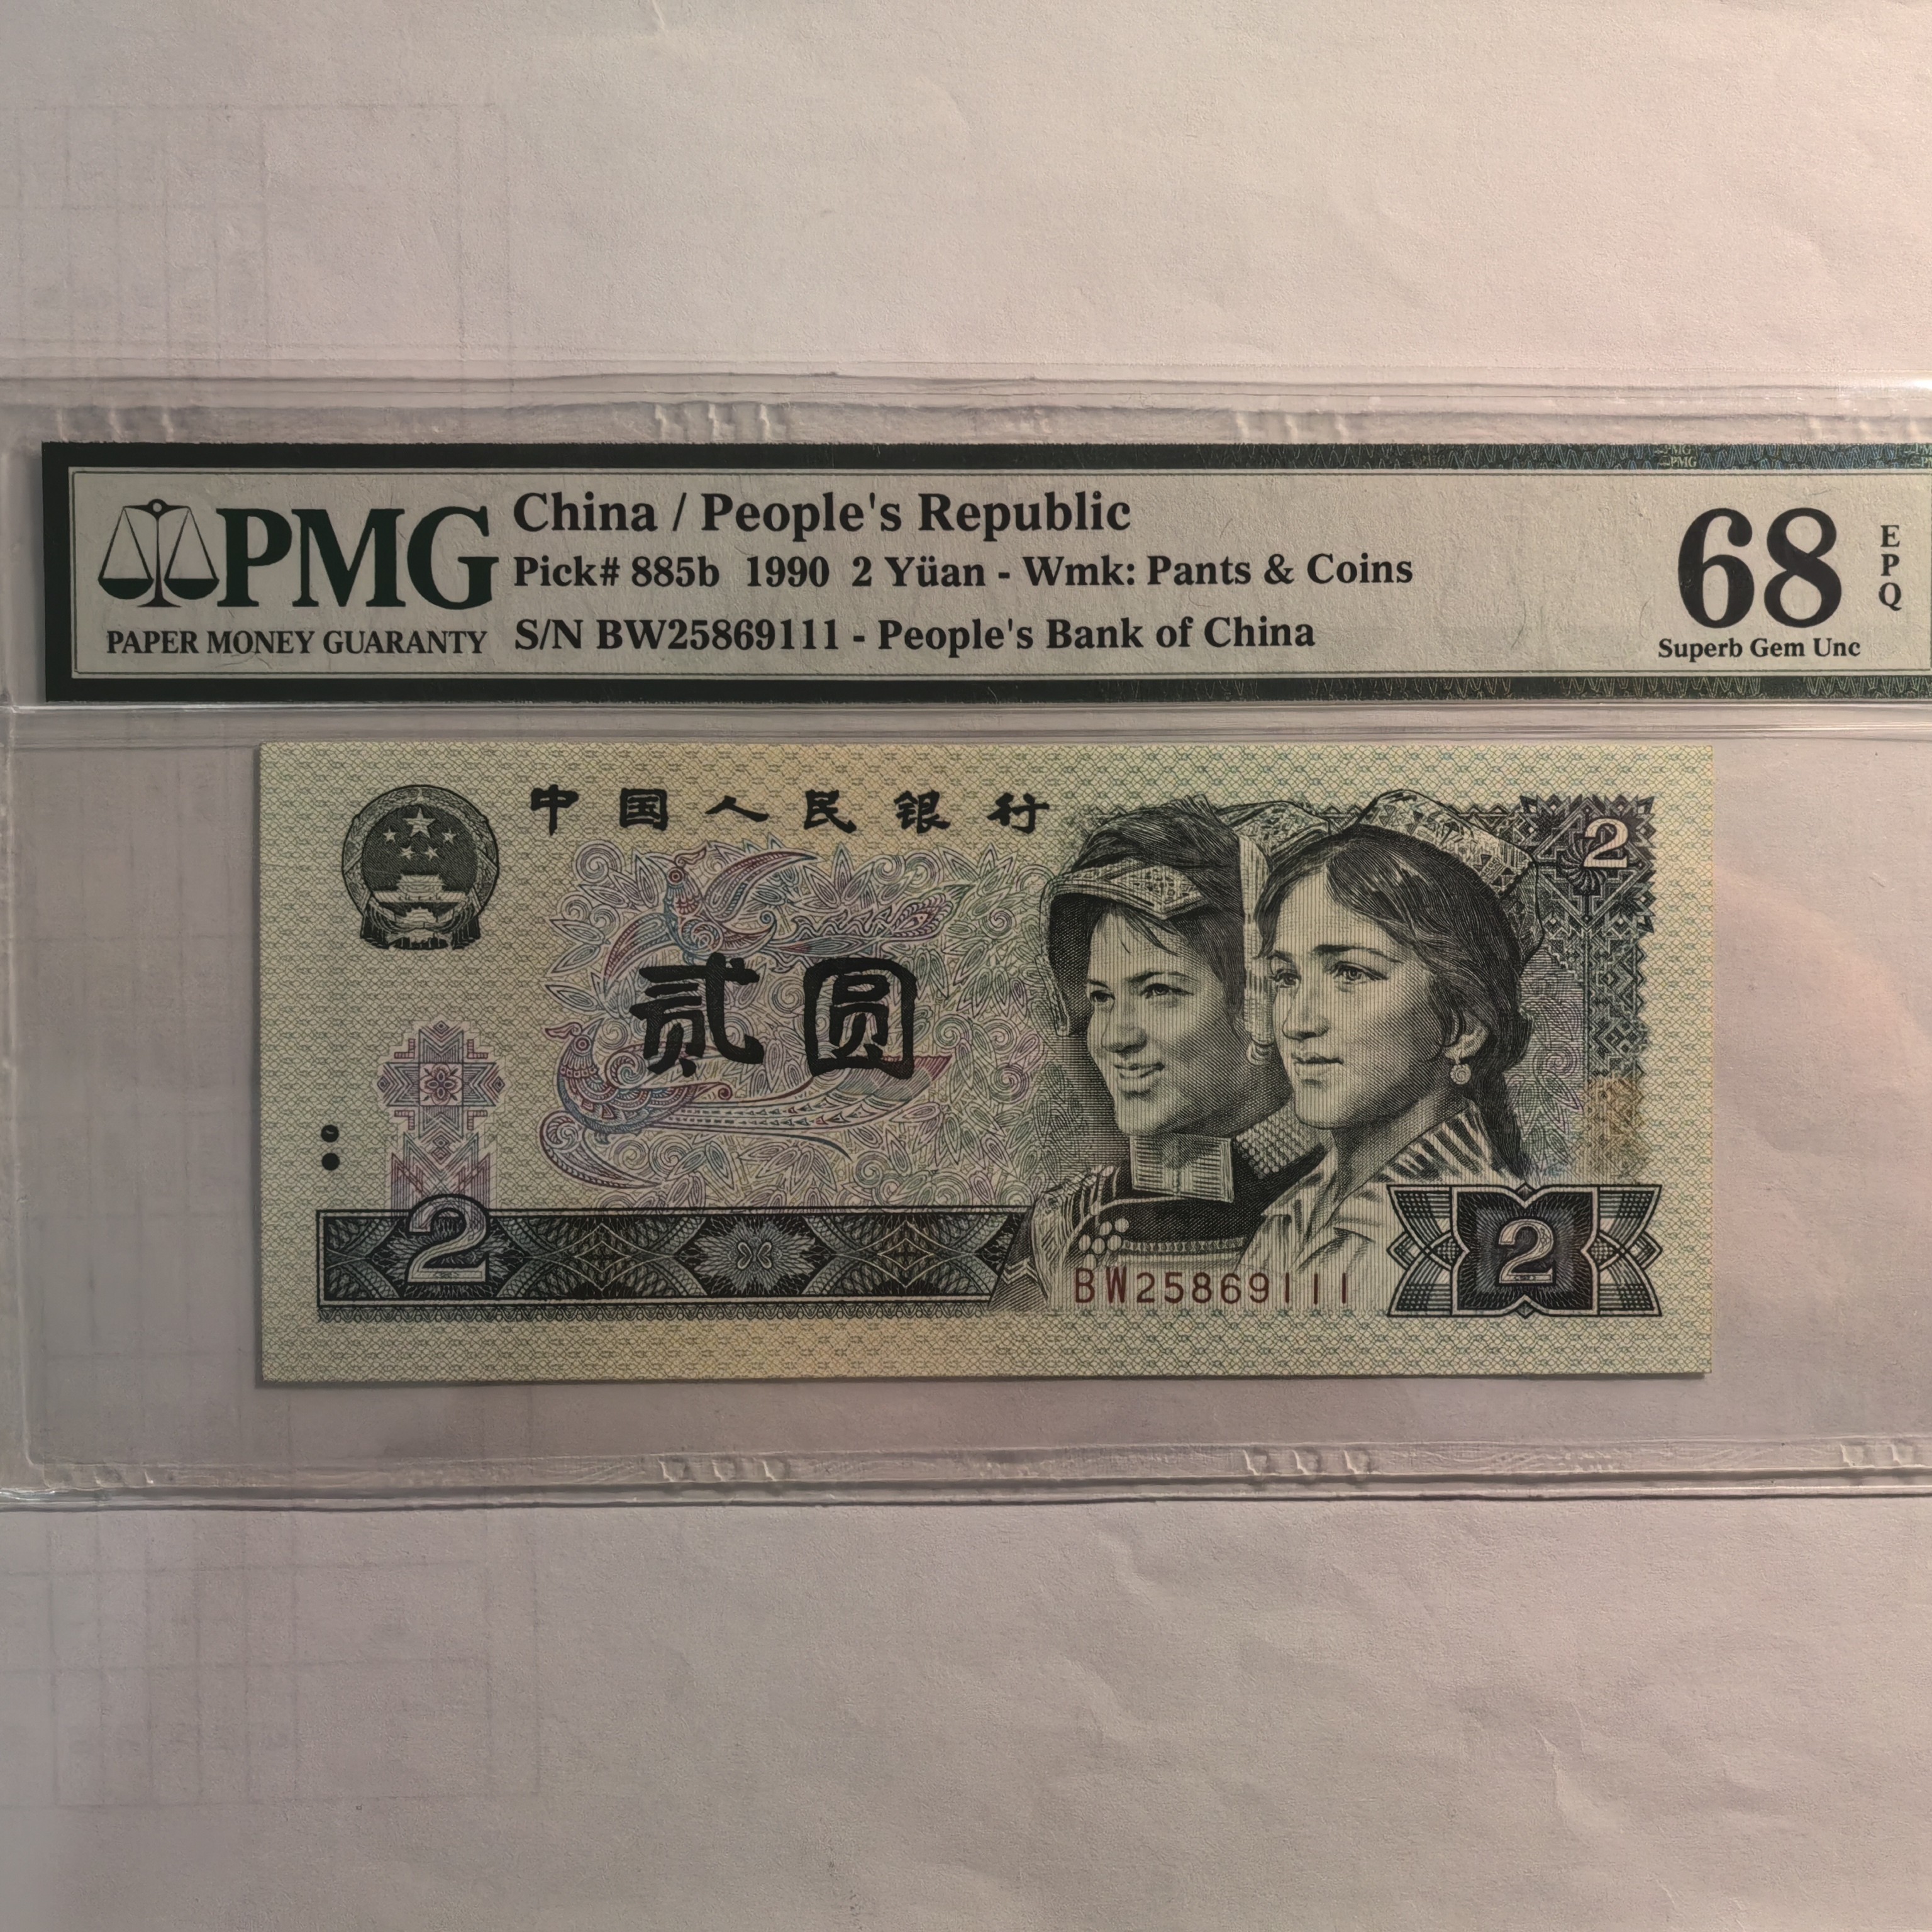 PMG
PAPER MONEY GUARANTY
China / People's Republic
Pick# 885b 1990 2 Yüan - Wmk: Pants & Coins
S/N BW25869111 - People's Bank of China
68
EPQ
Superb Gem Unc
中国人民银行
2
贰圆
2
BW25869111
2